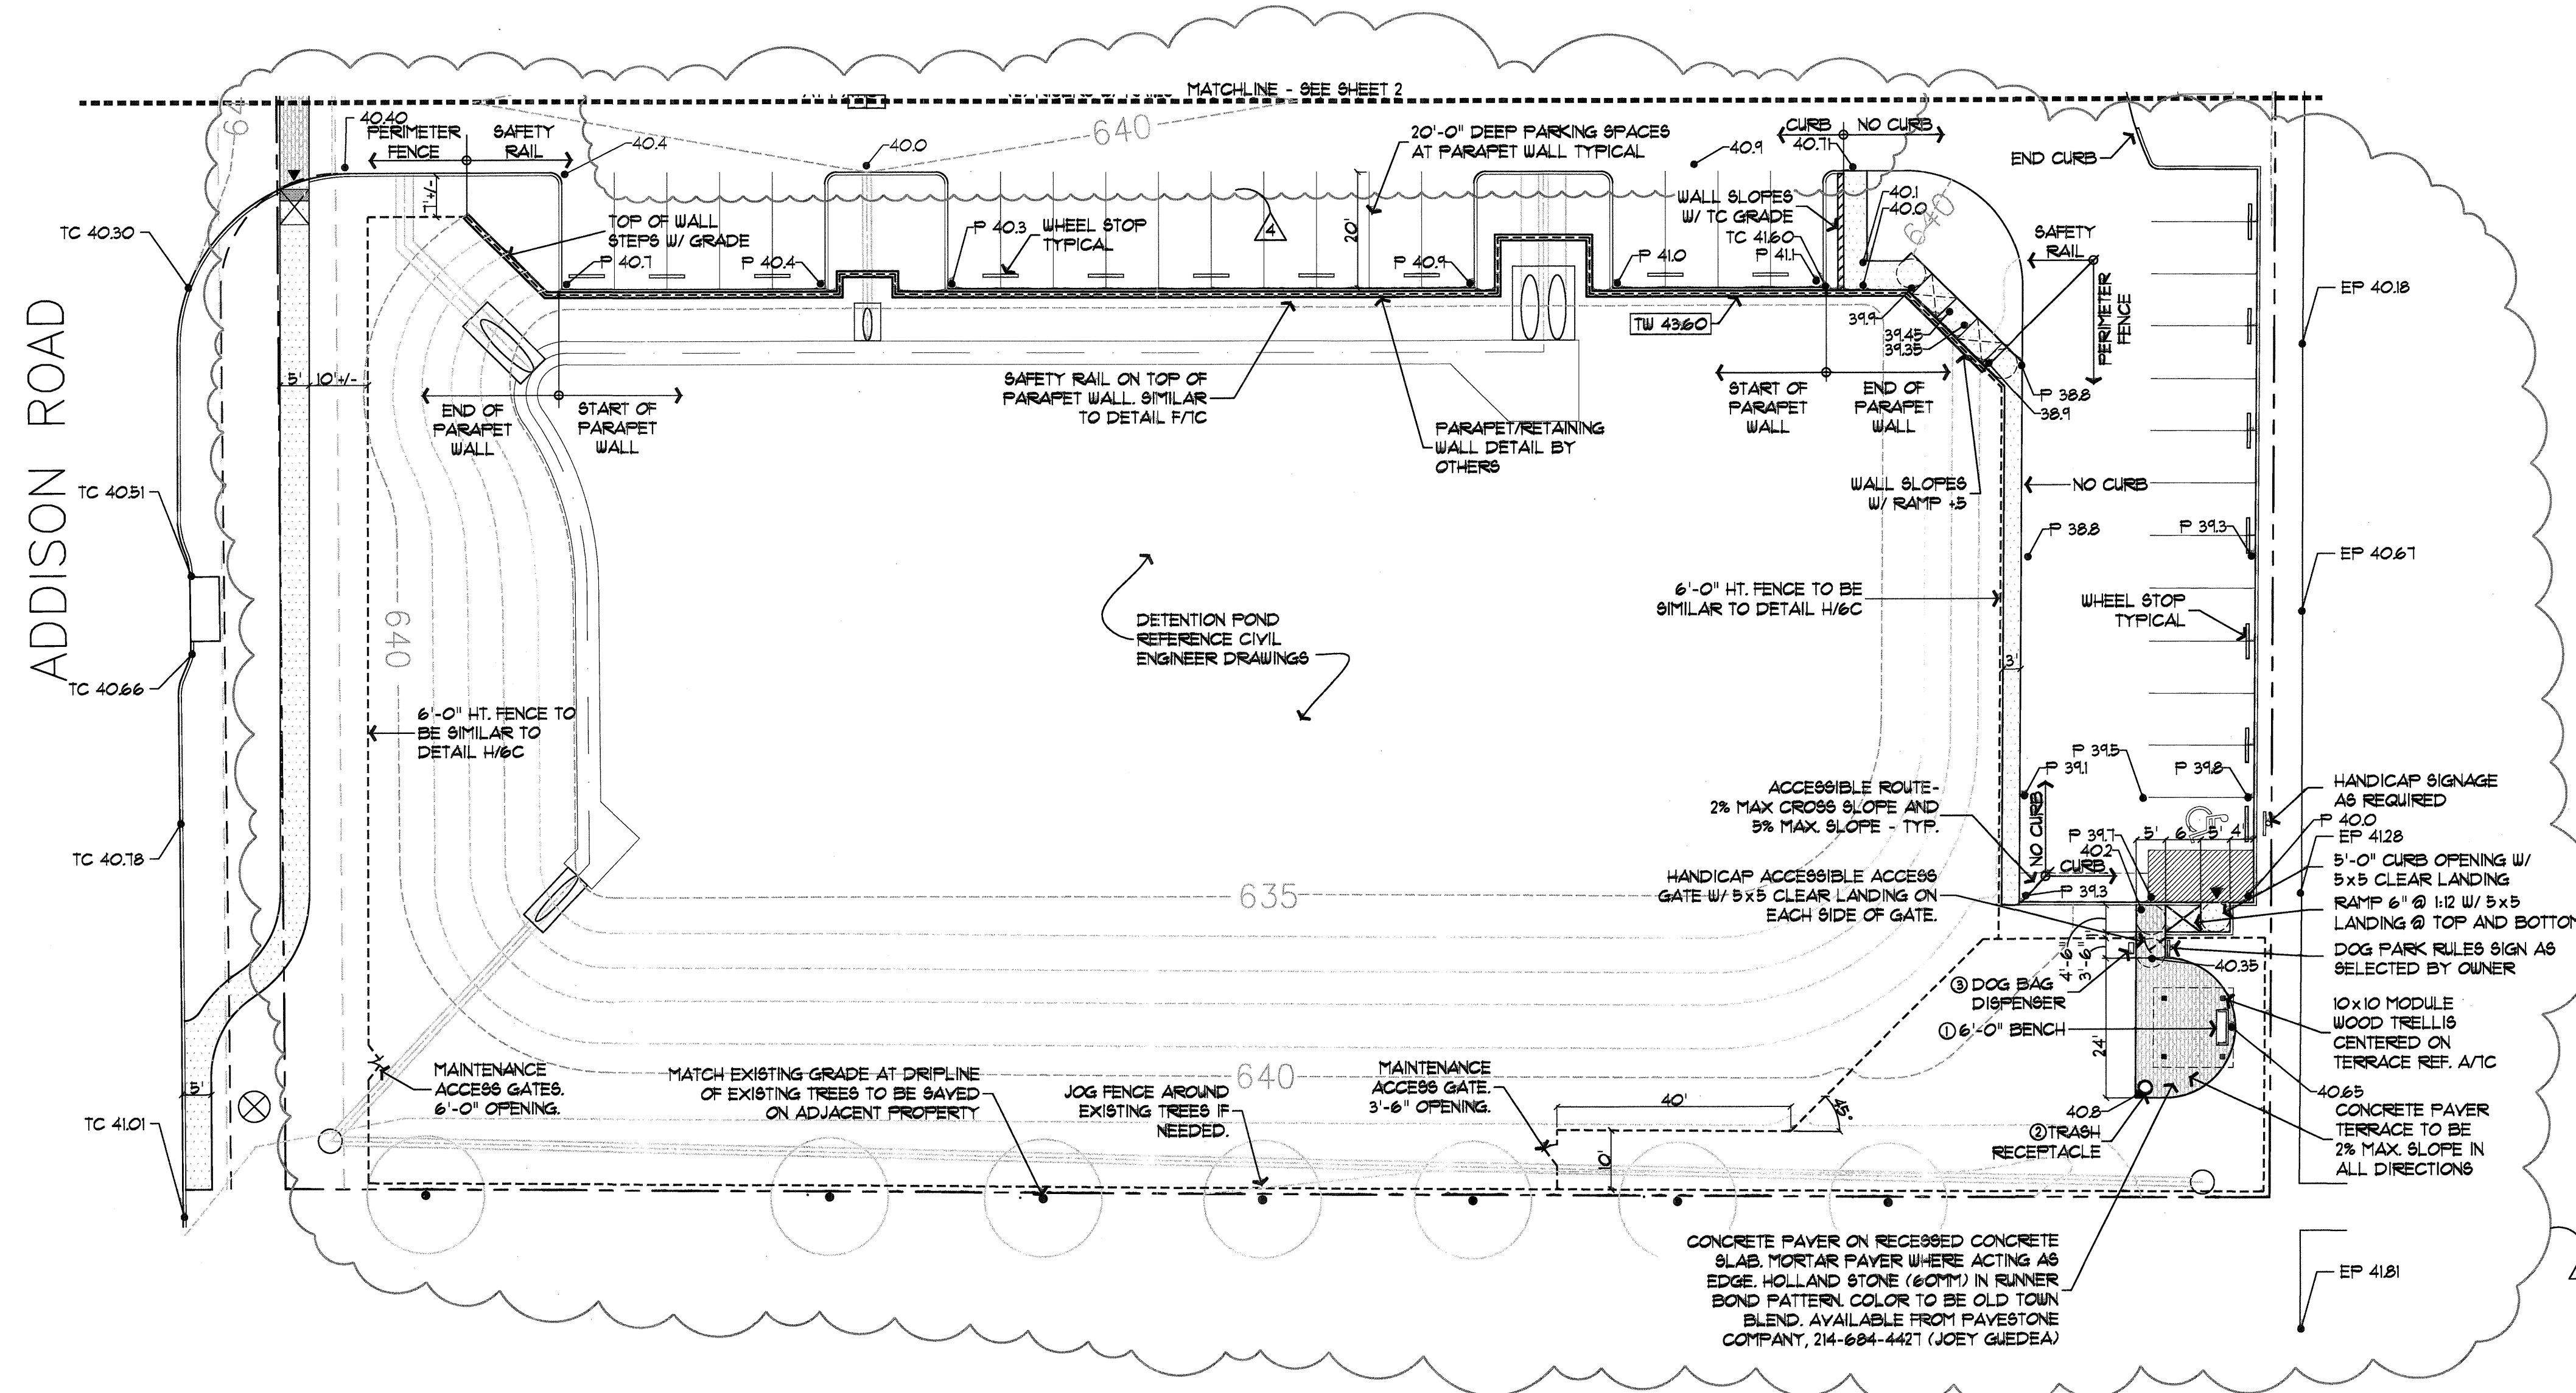 MATCHLINE - SEE SHEET 2
ADDISON ROAD
40.40
PERIMETER
FENCE
SAFETY
RAIL
40.4
40.0
640
20'-0" DEEP PARKING SPACES
AT PARAPET WALL TYPICAL
40.9
CURB
NO CURB
40.71
END CURB
TC 40.30
7'+/-
TOP OF WALL
STEPS W/ GRADE
P 40.7
P 40.4
P 40.3
WHEEL STOP
TYPICAL
4
20'
P 40.9
WALL SLOPES
W/ TC GRADE
TC 41.60
P 41.0
P 41.1
40.1
40.0
640
SAFETY
RAIL
PERIMETER
FENCE
EP 40.18
TW 43.60
39.9
39.45
39.35
5'
10'+/-
END OF
PARAPET
WALL
START OF
PARAPET
WALL
SAFETY RAIL ON TOP OF
PARAPET WALL. SIMILAR
TO DETAIL F/7C
PARAPET/RETAINING
WALL DETAIL BY
OTHERS
START OF
PARAPET
WALL
END OF
PARAPET
WALL
P 38.8
38.9
TC 40.51
WALL SLOPES
W/ RAMP +.5
NO CURB
P 38.8
P 39.3
EP 40.67
640
DETENTION POND
REFERENCE CIVIL
ENGINEER DRAWINGS
6'-0" HT. FENCE TO BE
SIMILAR TO DETAIL H/6C
WHEEL STOP
TYPICAL
3'
TC 40.66
6'-0" HT. FENCE TO
BE SIMILAR TO
DETAIL H/6C
P 39.5
P 39.1
P 39.8
HANDICAP SIGNAGE
AS REQUIRED
ACCESSIBLE ROUTE-
2% MAX CROSS SLOPE AND
5% MAX. SLOPE - TYP.
NO CURB
CURB
P 39.7
40.2
5'
6'
5'
4'
P 40.0
EP 41.28
P 39.3
TC 40.78
5'-0" CURB OPENING W/
5x5 CLEAR LANDING
RAMP 6" @ 1:12 W/ 5x5
LANDING @ TOP AND BOTTOM
HANDICAP ACCESSIBLE ACCESS
GATE W/ 5x5 CLEAR LANDING ON
EACH SIDE OF GATE.
635
4'-6"
3'-6"
DOG PARK RULES SIGN AS
SELECTED BY OWNER
40.35
3 DOG BAG
DISPENSER
1 6'-0" BENCH
10x10 MODULE
WOOD TRELLIS
CENTERED ON
TERRACE REF. A/7C
24'
5'
MAINTENANCE
ACCESS GATES.
6'-0" OPENING.
MATCH EXISTING GRADE AT DRIPLINE
OF EXISTING TREES TO BE SAVED
ON ADJACENT PROPERTY
JOG FENCE AROUND
EXISTING TREES IF
NEEDED.
640
MAINTENANCE
ACCESS GATE.
3'-6" OPENING.
40'
45°
10'
40.65
40.8
2 TRASH
RECEPTACLE
CONCRETE PAVER
TERRACE TO BE
2% MAX. SLOPE IN
ALL DIRECTIONS
TC 41.01
CONCRETE PAVER ON RECESSED CONCRETE
SLAB. MORTAR PAVER WHERE ACTING AS
EDGE. HOLLAND STONE (60MM) IN RUNNER
BOND PATTERN. COLOR TO BE OLD TOWN
BLEND. AVAILABLE FROM PAVESTONE
COMPANY, 214-684-4427 (JOEY GUEDEA)
EP 41.81